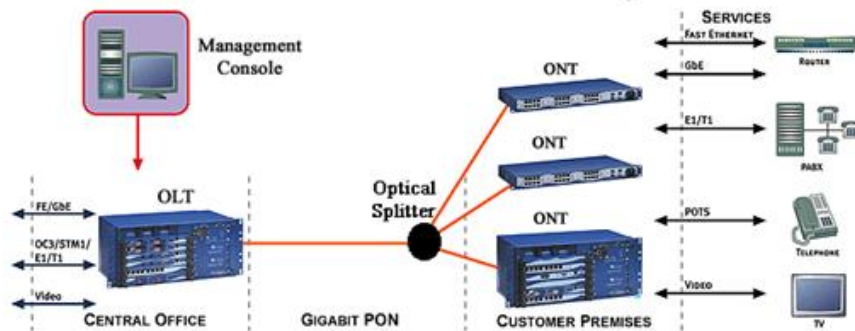 SERVICES
Management
Console
FAST ETHERNET
ROUTER
ONT
GbE
E1/T1
PABX
OLT
ONT
Optical
Splitter
FE/GbE
ONT
POTS
TELEPHONE
OC3/STM1/
E1/T1
Video
VIDEO
TV
CENTRAL OFFICE
GIGABIT PON
CUSTOMER PREMISES